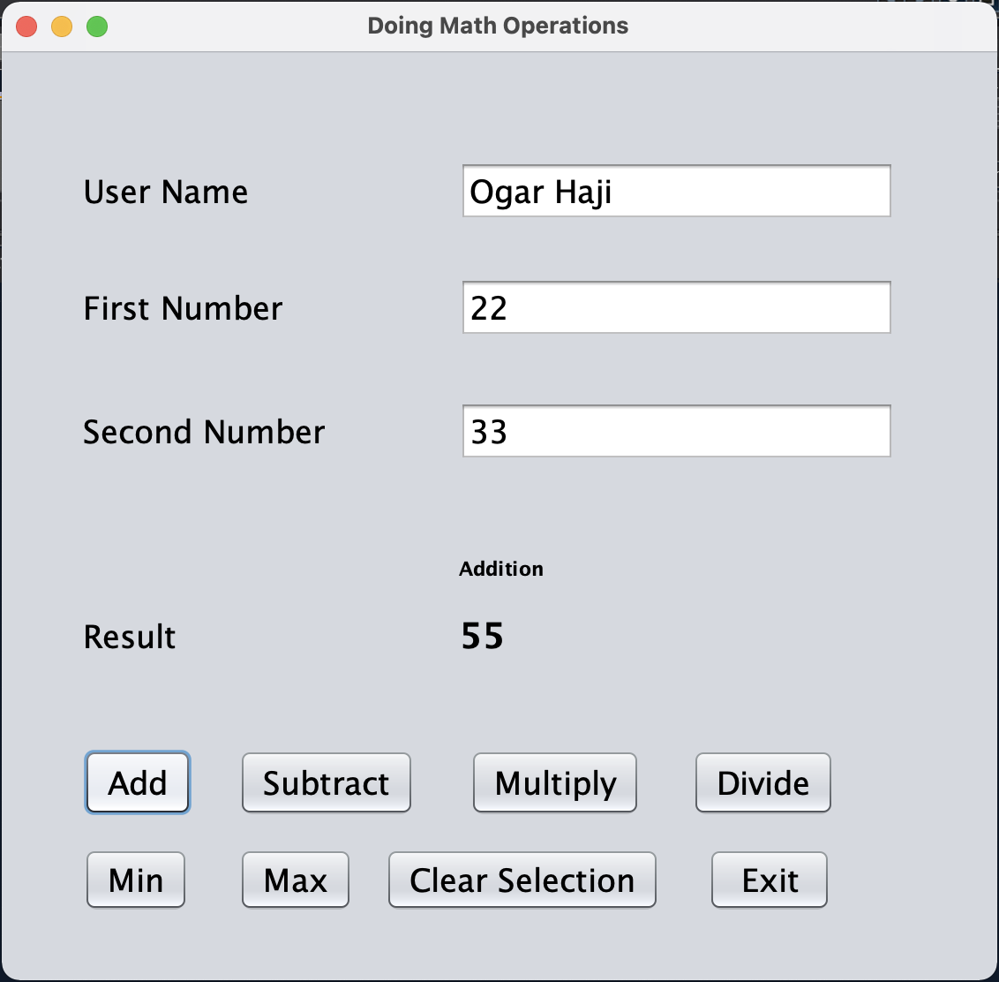 Doing Math Operations
User Name
Ogar Haji
First Number
22
Second Number
33
Addition
Result
55
Add Subtract Multiply Divide
Min Max Clear Selection Exit